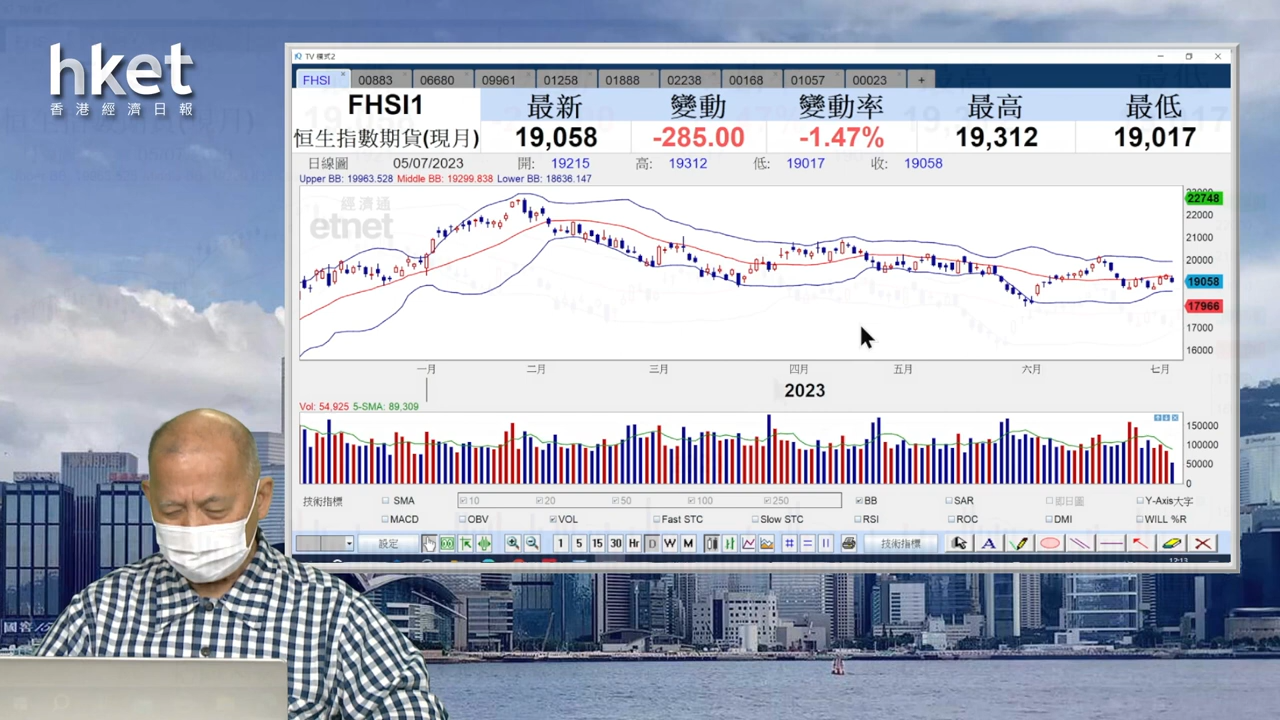 hket
香港經濟日報
TV 模式2
FHSI 00883 06680 09961 01258 01888 02238 00168 01057 00023 +
FHSI1 最新 變動 變動率 最高 最低
恒生指數期貨(現月) 19,058 -285.00 -1.47% 19,312 19,017
日線圖 05/07/2023 開: 19215 高: 19312 低: 19017 收: 19058
Upper BB: 19963.528 Middle BB: 19299.838 Lower BB: 18636.147
經濟通
etnet
23000
22748
22000
21000
20000
19058
17966
17000
16000
一月 二月 三月 四月 五月 六月 七月
2023
Vol: 54,925 5-SMA: 89,309
150000
100000
50000
0
技術指標 SMA 10 20 50 100 250 BB SAR 即日圖 Y-Axis大字
MACD OBV VOL Fast STC Slow STC RSI ROC DMI WILL %R
設定 1 5 15 30 Hr D W M 技術指標 A
12:13